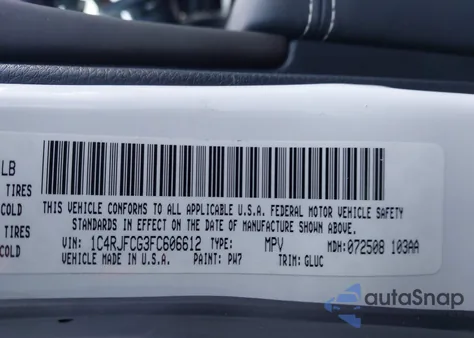 LB
TIRES
COLD
TIRES
COLD
THIS VEHICLE CONFORMS TO ALL APPLICABLE U.S.A. FEDERAL MOTOR VEHICLE SAFETY
STANDARDS IN EFFECT ON THE DATE OF MANUFACTURE SHOWN ABOVE.
VIN: 1C4RJFCG3FC606612 TYPE: MPV MDH: 072508 103AA
VEHICLE MADE IN U.S.A. PAINT: PW7 TRIM: GLUC
autoSnap